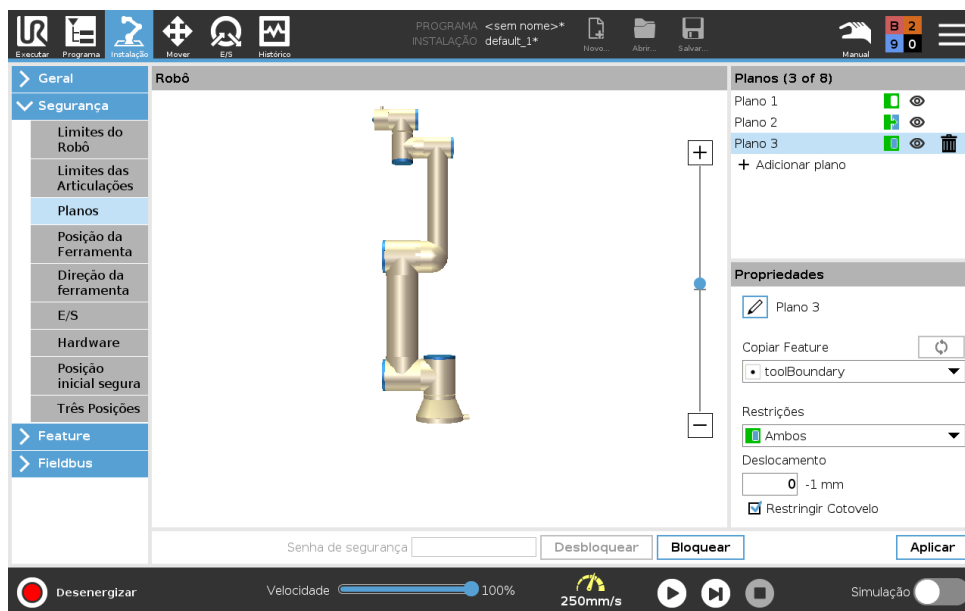 PROGRAMA <sem nome>*
INSTALAÇÃO default_1*
Executar Programa Instalação Mover E/S Histórico Novo... Abrir... Salvar... Manual
B 2
9 0
Geral
Segurança
Limites do
Robô
Limites das
Articulações
Planos
Posição da
Ferramenta
Direção da
ferramenta
E/S
Hardware
Posição
inicial segura
Três Posições
Feature
Fieldbus
Robô
Planos (3 of 8)
Plano 1
Plano 2
Plano 3
+ Adicionar plano
Propriedades
Plano 3
Copiar Feature
toolBoundary
Restrições
Ambos
Deslocamento
0 -1 mm
Restringir Cotovelo
Senha de segurança Desbloquear Bloquear Aplicar
Desenergizar Velocidade 100% 250mm/s Simulação